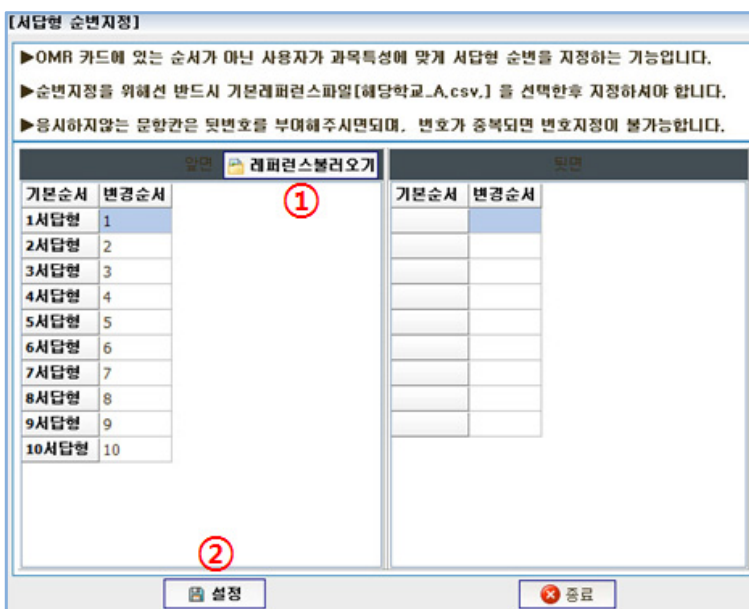 [서답형 순번지정]
▶OMR 카드에 있는 순서가 아닌 사용자가 과목특성에 맞게 서답형 순번을 지정하는 기능입니다.
▶순번지정을 위해선 반드시 기본레퍼런스파일[해당학교_A.csv,] 을 선택한후 지정하셔야 합니다.
▶응시하지않는 문항칸은 뒷번호를 부여해주시면되며, 번호가 중복되면 번호지정이 불가능합니다.
앞면 레퍼런스불러오기 뒷면
①
기본순서 변경순서 기본순서 변경순서
1서답형 1
2서답형 2
3서답형 3
4서답형 4
5서답형 5
6서답형 6
7서답형 7
8서답형 8
9서답형 9
10서답형 10
②
설정 종료